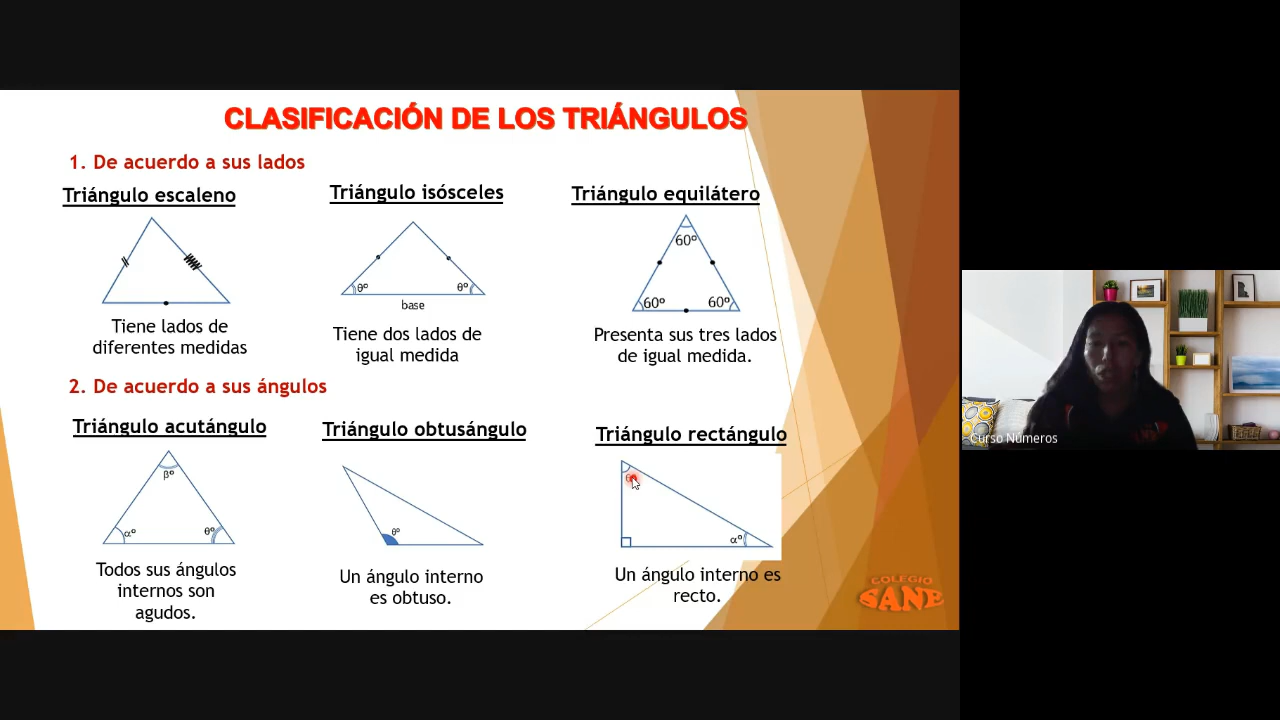 CLASIFICACIÓN DE LOS TRIÁNGULOS
1. De acuerdo a sus lados
Triángulo escaleno
Triángulo isósceles
Triángulo equilátero
60º
θº
θº
60º
60º
base
Tiene lados de
diferentes medidas
Tiene dos lados de
igual medida
Presenta sus tres lados
de igual medida.
2. De acuerdo a sus ángulos
Triángulo acutángulo
Triángulo obtusángulo
Triángulo rectángulo
βº
αº
θº
θº
αº
Todos sus ángulos
internos son
agudos.
Un ángulo interno
es obtuso.
Un ángulo interno es
recto.
COLEGIO
SANE
Curso Números